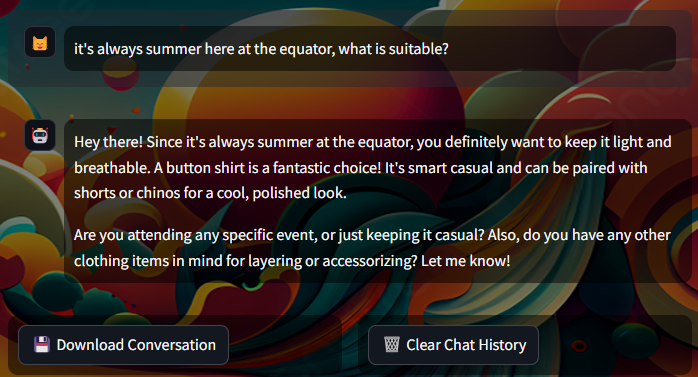 it's always summer here at the equator, what is suitable?
Hey there! Since it's always summer at the equator, you definitely want to keep it light and
breathable. A button shirt is a fantastic choice! It's smart casual and can be paired with
shorts or chinos for a cool, polished look.
Are you attending any specific event, or just keeping it casual? Also, do you have any other
clothing items in mind for layering or accessorizing? Let me know!
Download Conversation
Clear Chat History